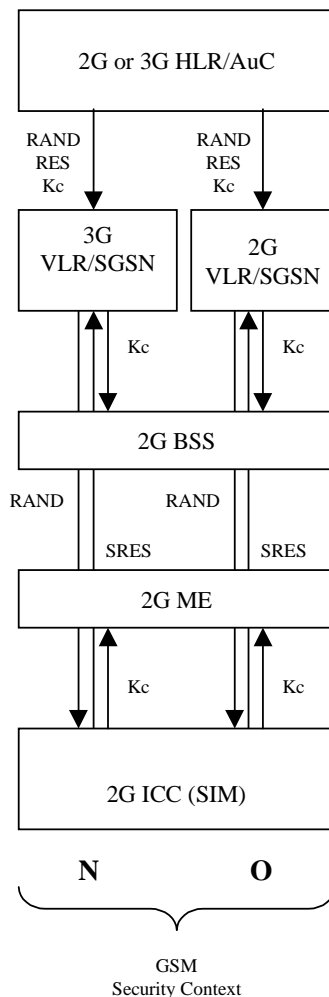 2G or 3G HLR/AuC
RAND
RES
Kc
RAND
RES
Kc
3G
VLR/SGSN
2G
VLR/SGSN
Kc
Kc
2G BSS
RAND
RAND
SRES
SRES
2G ME
Kc
Kc
2G ICC (SIM)
N
O
GSM
Security Context